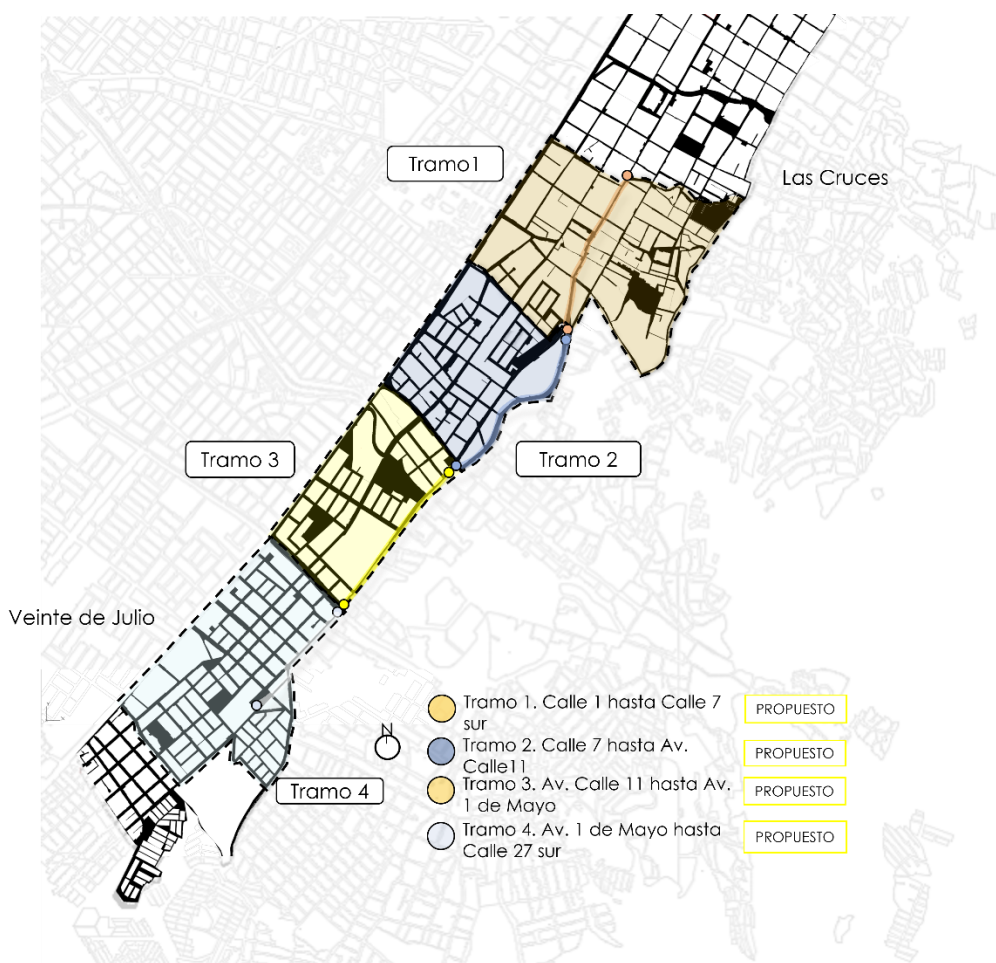 Tramo1
Las Cruces
Tramo 3
Tramo 2
Veinte de Julio
N
Tramo 4
Tramo 1. Calle 1 hasta Calle 7
sur
PROPUESTO
Tramo 2. Calle 7 hasta Av.
Calle11
PROPUESTO
Tramo 3. Av. Calle 11 hasta Av.
1 de Mayo
PROPUESTO
Tramo 4. Av. 1 de Mayo hasta
Calle 27 sur
PROPUESTO